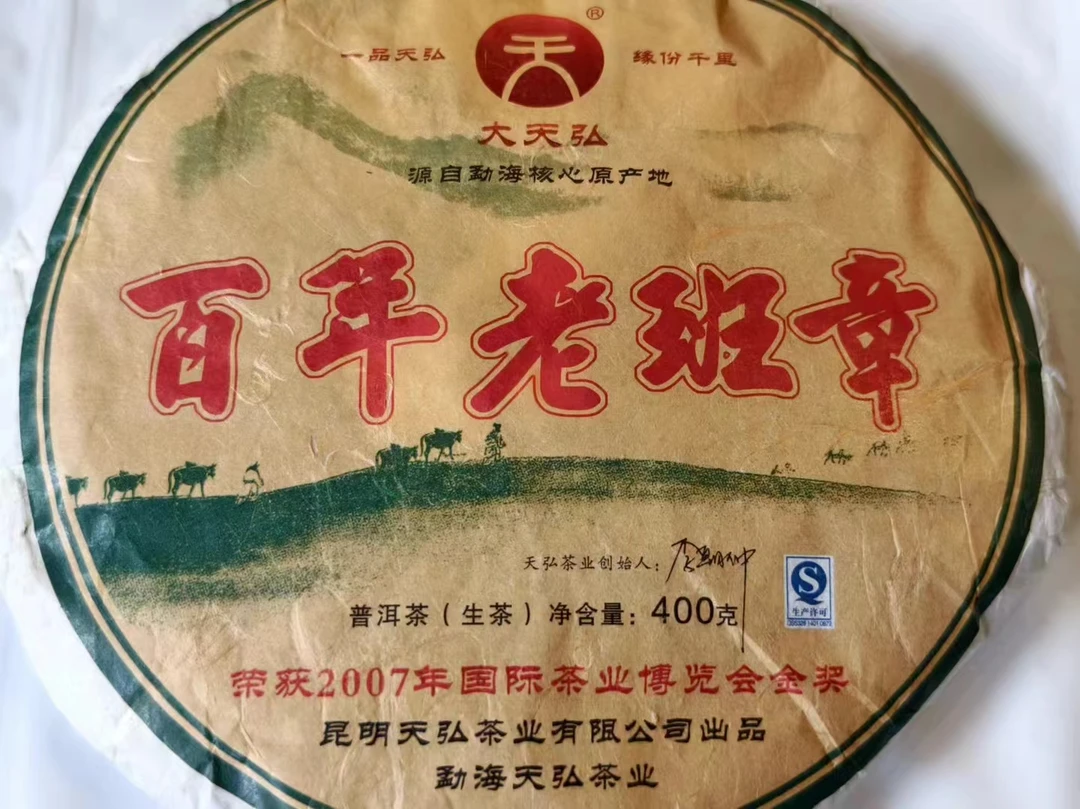 天
®
一品天弘
缘份千里
大天弘
源自勐海核心原产地
百年老班章
天弘茶业创始人：
普洱茶（生茶）净含量：400克
S
生产许可
荣获2007年国际茶业博览会金奖
昆明天弘茶业有限公司出品
勐海天弘茶业